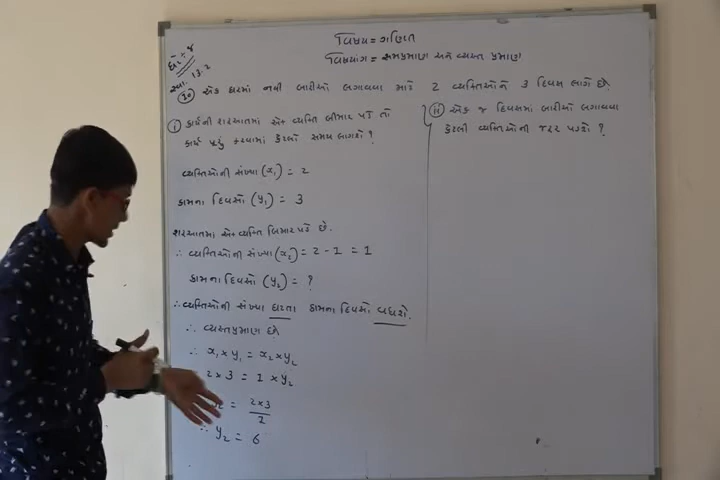 ધો : ૮
સ્વા. 13.2
વિષય = ગણિત
વિષયાંગ = સમપ્રમાણ અને વ્યસ્ત પ્રમાણ
(૧૦) એક ઘરમાં નવી બારીઓ લગાવવા માટે 2 વ્યક્તિઓને 3 દિવસ લાગે છે.
(i) કાર્યની શરૂઆતમાં એક વ્યક્તિ બીમાર પડે તો
કાર્ય પુરું કરવામાં કેટલો સમય લાગશે ?
વ્યક્તિઓની સંખ્યા (x₁) = 2
કામના દિવસો (y₁) = 3
શરૂઆતમાં એક વ્યક્તિ બિમાર પડે છે.
∴ વ્યક્તિઓની સંખ્યા (x₂) = 2 - 1 = 1
કામના દિવસો (y₂) = ?
∴ વ્યક્તિઓની સંખ્યા ઘટતા કામના દિવસો વધશે.
∴ વ્યસ્તપ્રમાણ છે
∴ x₁ × y₁ = x₂ × y₂
2 × 3 = 1 × y₂
= 2×3/2
∴ y₂ = 6
(ii) એક જ દિવસમાં બારીઓ લગાવવા
કેટલી વ્યક્તિઓની જરૂર પડશે ?